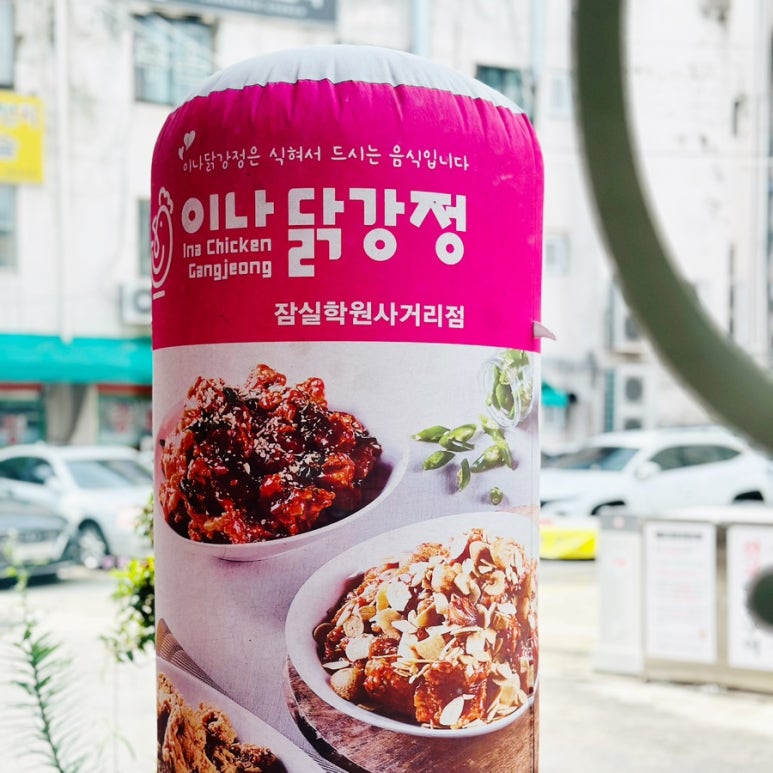 이나닭강정은 식혀서 드시는 음식입니다
이나 닭강정
Ina Chicken
Gangjeong
잠실학원사거리점